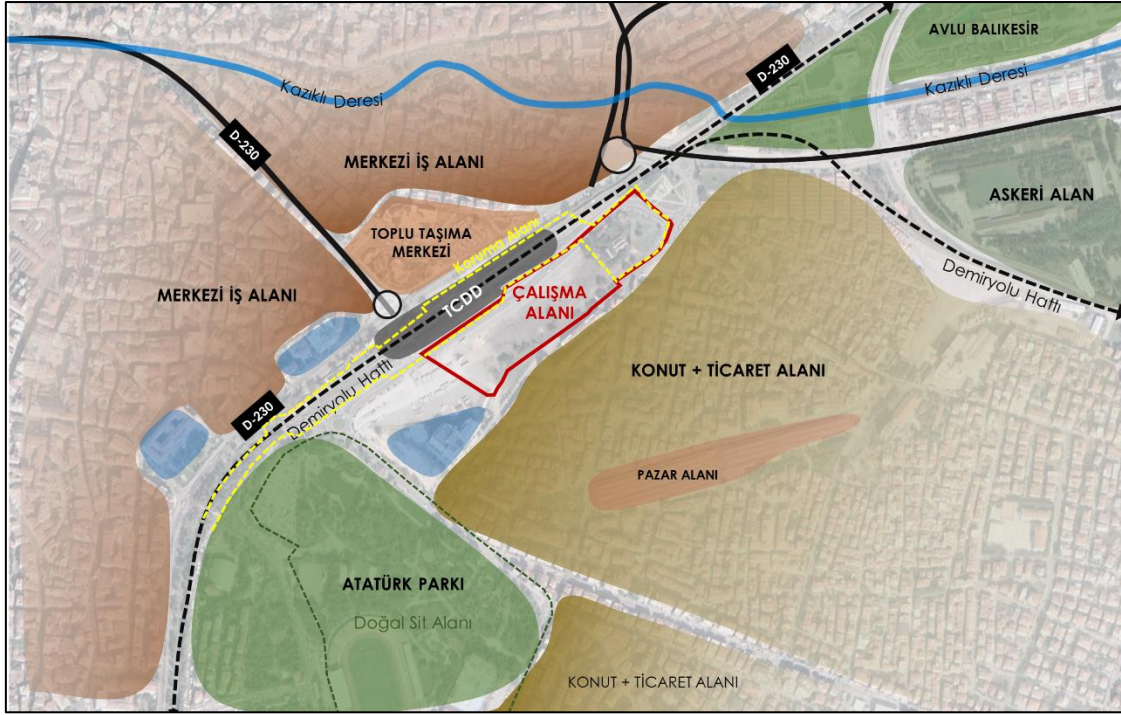 AVLU BALIKESİR
D-230
Kazıklı Deresi
Kazıklı Deresi
D-230
MERKEZİ İŞ ALANI
ASKERİ ALAN
TOPLU TAŞIMA
MERKEZİ
Koruma Alanı
Demiryolu Hattı
MERKEZİ İŞ ALANI
TCDD
ÇALIŞMA
ALANI
KONUT + TİCARET ALANI
Demiryolu Hattı
D-230
PAZAR ALANI
ATATÜRK PARKI
Doğal Sit Alanı
KONUT + TİCARET ALANI